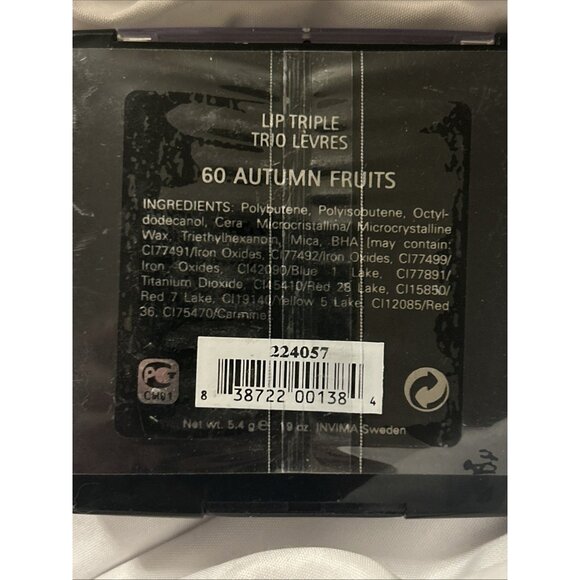 LIP TRIPLE
TRIO LÈVRES
60 AUTUMN FRUITS
INGREDIENTS: Polybutene, Polyisobutene, Octyl-
dodecanol, Cera Microcristallina/ Microcrystalline
Wax, Triethylhexanoin, Mica, BHA [may contain:
CI77491/Iron Oxides, CI77492/Iron Oxides, CI77499/
Iron Oxides, CI42090/Blue 1 Lake, CI77891/
Titanium Dioxide, CI45410/Red 28 Lake, CI15850/
Red 7 Lake, CI19140/Yellow 5 Lake, CI12085/Red
36, CI75470/Carmine
224057
8 38722 00138 4
Net w. 5.4 g ℮ .19 oz. INVIMA Sweden